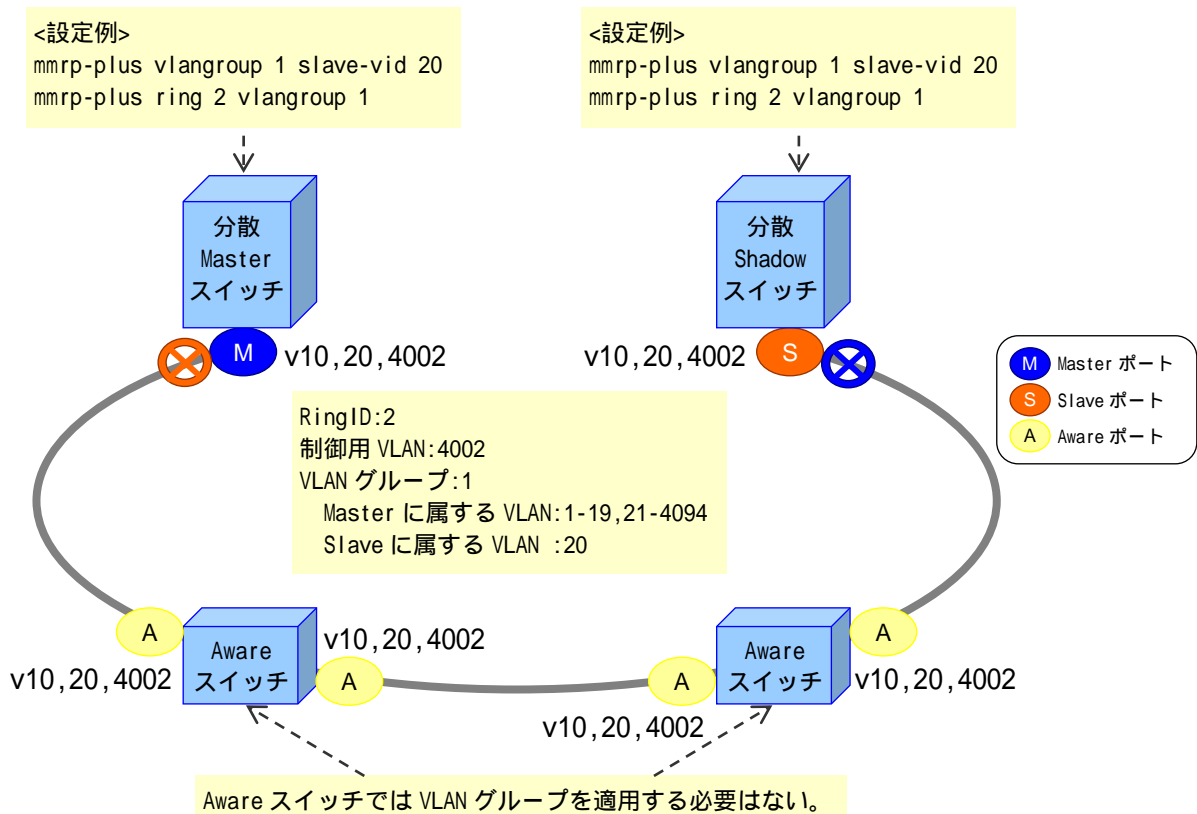 <設定例>
mmrp-plus vlangroup 1 slave-vid 20
mmrp-plus ring 2 vlangroup 1
<設定例>
mmrp-plus vlangroup 1 slave-vid 20
mmrp-plus ring 2 vlangroup 1
分散
Master
スイッチ
分散
Shadow
スイッチ
M
v10,20,4002
v10,20,4002
S
M Master ポート
S Slave ポート
A Aware ポート
RingID:2
制御用 VLAN:4002
VLAN グループ:1
Master に属する VLAN:1-19,21-4094
Slave に属する VLAN :20
A
v10,20,4002
Aware
スイッチ
v10,20,4002
A
A
v10,20,4002
Aware
スイッチ
A
v10,20,4002
Aware スイッチでは VLAN グループを適用する必要はない。